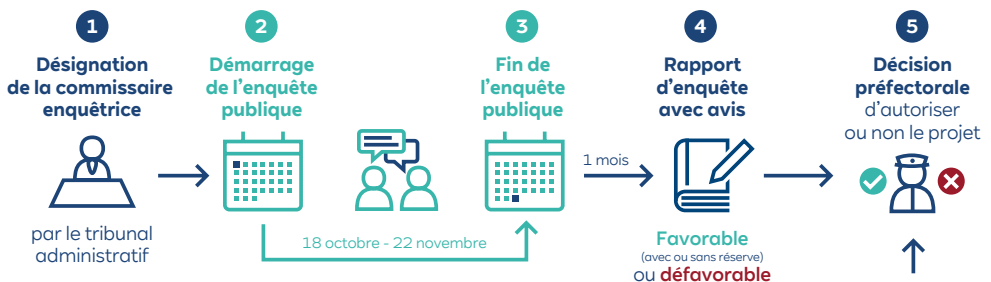 1
Désignation
de la commissaire
enquêtrice
par le tribunal
administratif
2
Démarrage
de l'enquête
publique
18 octobre - 22 novembre
3
Fin de
l'enquête
publique
1 mois
4
Rapport
d'enquête
avec avis
Favorable
(avec ou sans réserve)
ou défavorable
5
Décision
préfectorale
d'autoriser
ou non le projet